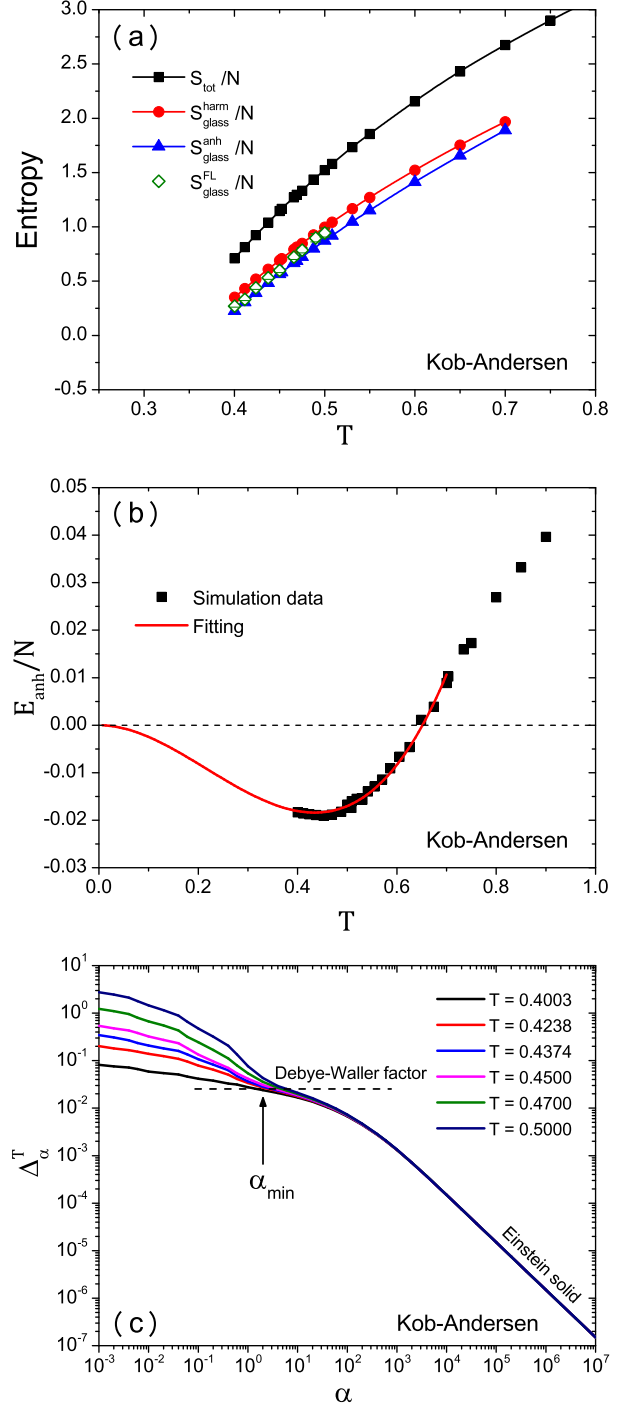 (a)
S_tot /N
S_glass^harm /N
S_glass^anh /N
S_glass^FL /N
Entropy
3.0
2.5
2.0
1.5
1.0
0.5
0.0
-0.5
Kob-Andersen
0.3 0.4 0.5 0.6 0.7 0.8
T
(b)
Simulation data
Fitting
E_anh/N
0.05
0.04
0.03
0.02
0.01
0.00
-0.01
-0.02
-0.03
Kob-Andersen
0.0 0.2 0.4 0.6 0.8 1.0
T
10^1
10^0
10^-1
10^-2
10^-3
10^-4
10^-5
10^-6
10^-7
Δ_α^T
T = 0.4003
T = 0.4238
T = 0.4374
T = 0.4500
T = 0.4700
T = 0.5000
Debye-Waller factor
α_min
Einstein solid
(c)
Kob-Andersen
10^-3 10^-2 10^-1 10^0 10^1 10^2 10^3 10^4 10^5 10^6 10^7
α